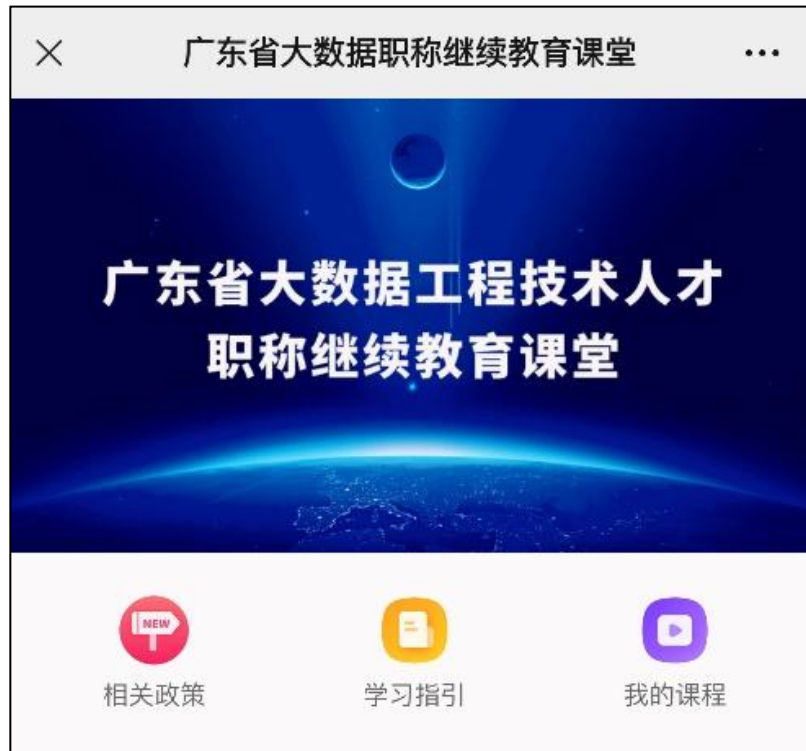 广东省大数据职称继续教育课堂
广东省大数据工程技术人才
职称继续教育课堂
NEW
相关政策
学习指引
我的课程